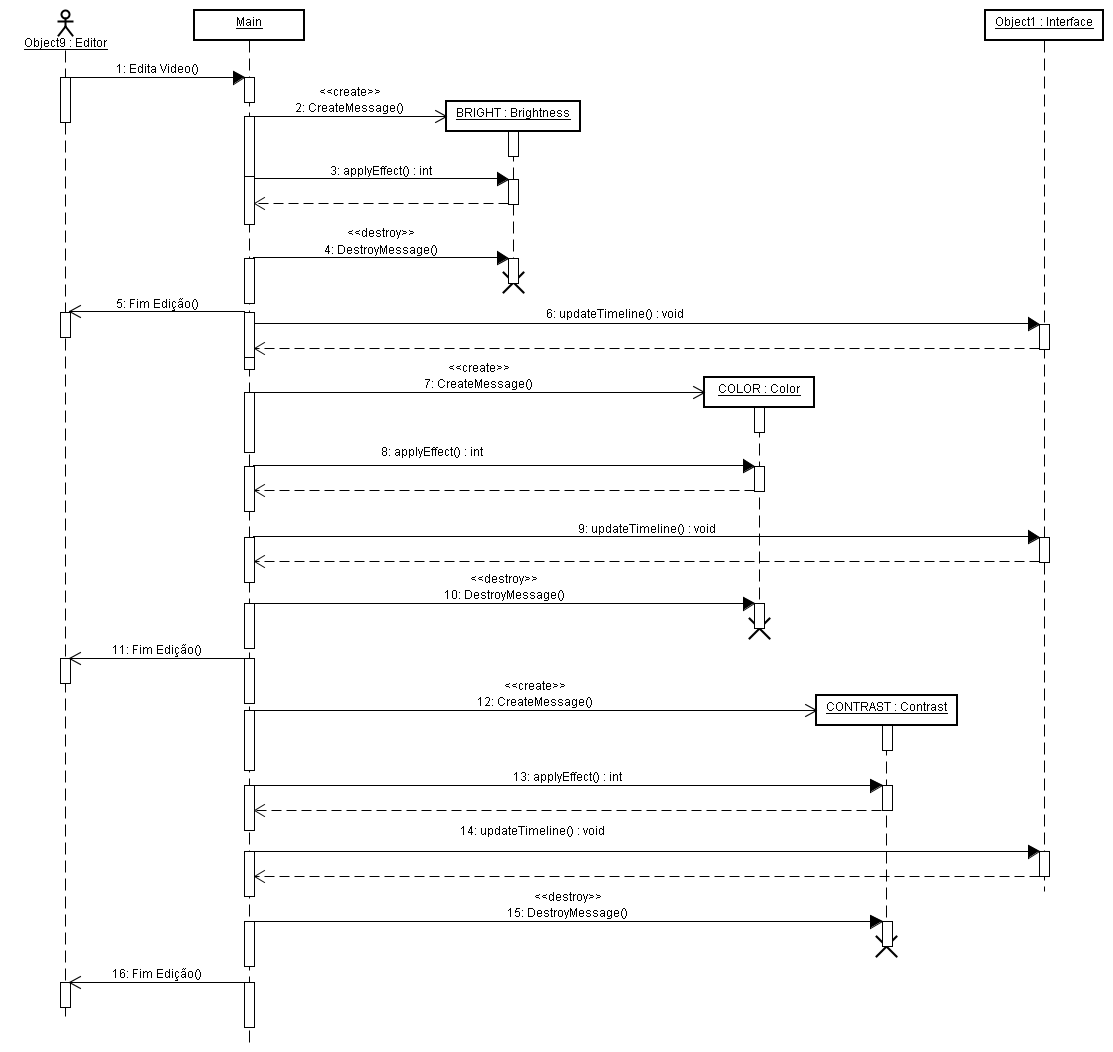 Object9 : Editor
Main
Object1 : Interface
1: Edita Video()
<<create>>
2: CreateMessage()
BRIGHT : Brightness
3: applyEffect() : int
<<destroy>>
4: DestroyMessage()
5: Fim Edição()
6: updateTimeline() : void
<<create>>
7: CreateMessage()
COLOR : Color
8: applyEffect() : int
9: updateTimeline() : void
<<destroy>>
10: DestroyMessage()
11: Fim Edição()
<<create>>
12: CreateMessage()
CONTRAST : Contrast
13: applyEffect() : int
14: updateTimeline() : void
<<destroy>>
15: DestroyMessage()
16: Fim Edição()